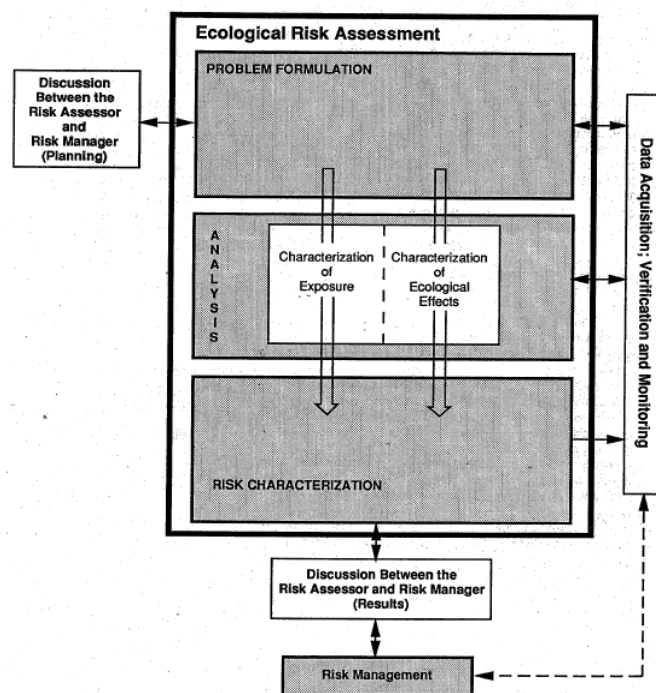 Ecological Risk Assessment
PROBLEM FORMULATION
Discussion
Between the
Risk Assessor
and
Risk Manager
(Planning)
ANALYSIS
Characterization
of
Exposure
Characterization
of
Ecological
Effects
Data Acquisition; Verification and Monitoring
RISK CHARACTERIZATION
Discussion Between the
Risk Assessor and Risk Manager
(Results)
Risk Management